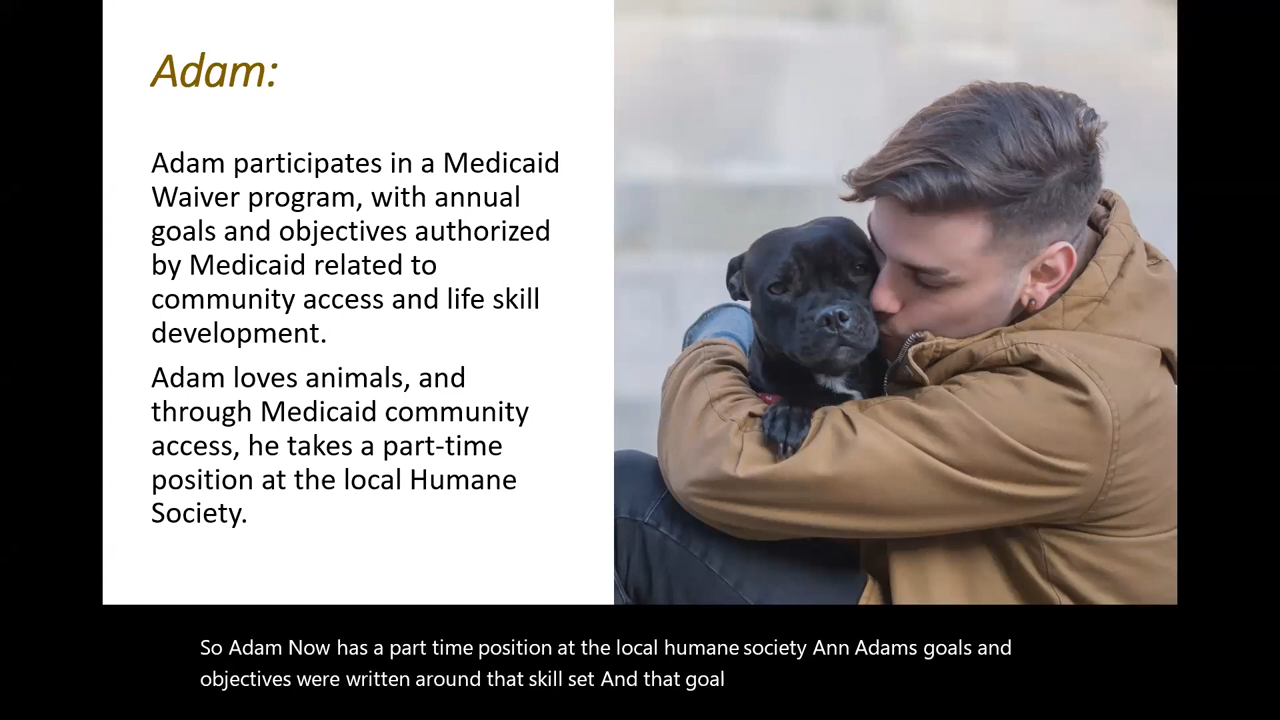 Adam:
Adam participates in a Medicaid
Waiver program, with annual
goals and objectives authorized
by Medicaid related to
community access and life skill
development.
Adam loves animals, and
through Medicaid community
access, he takes a part-time
position at the local Humane
Society.
So Adam Now has a part time position at the local humane society Ann Adams goals and
objectives were written around that skill set And that goal